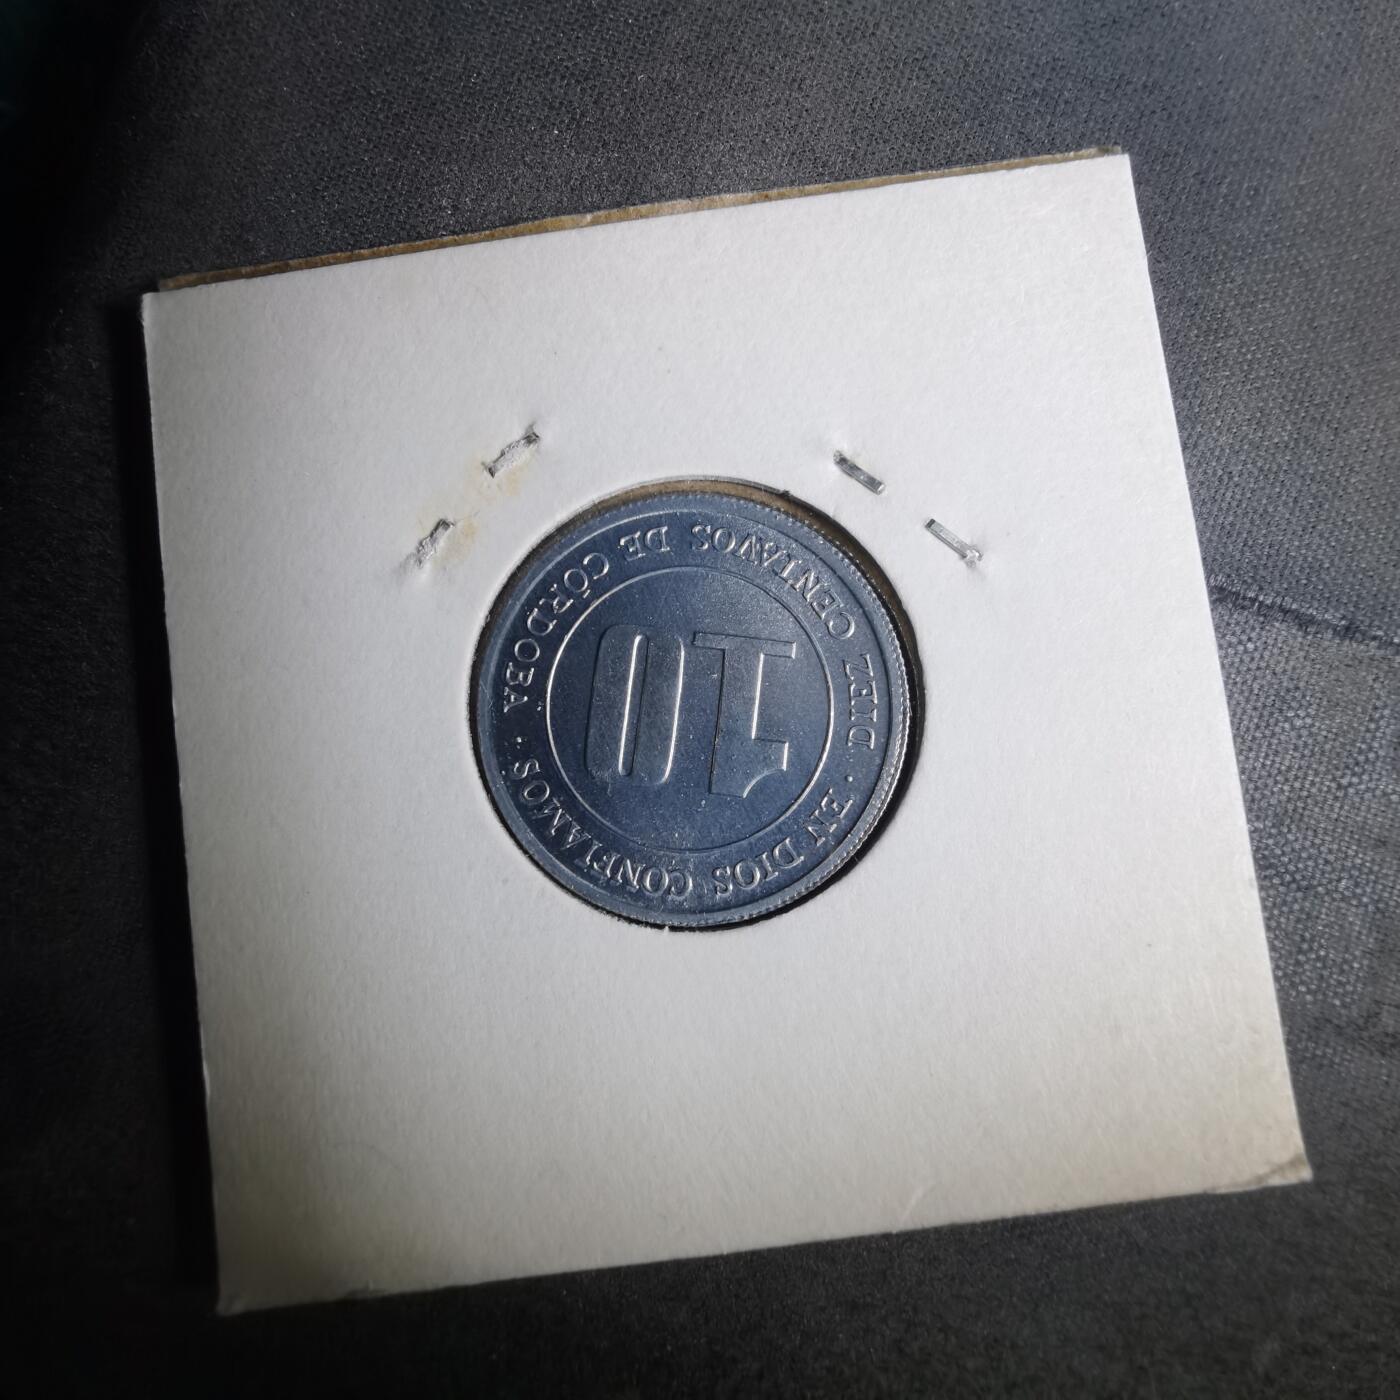 DIEZ CENTAVOS DE CÓRDOBA
· EN DIOS CONFIAMOS ·
10